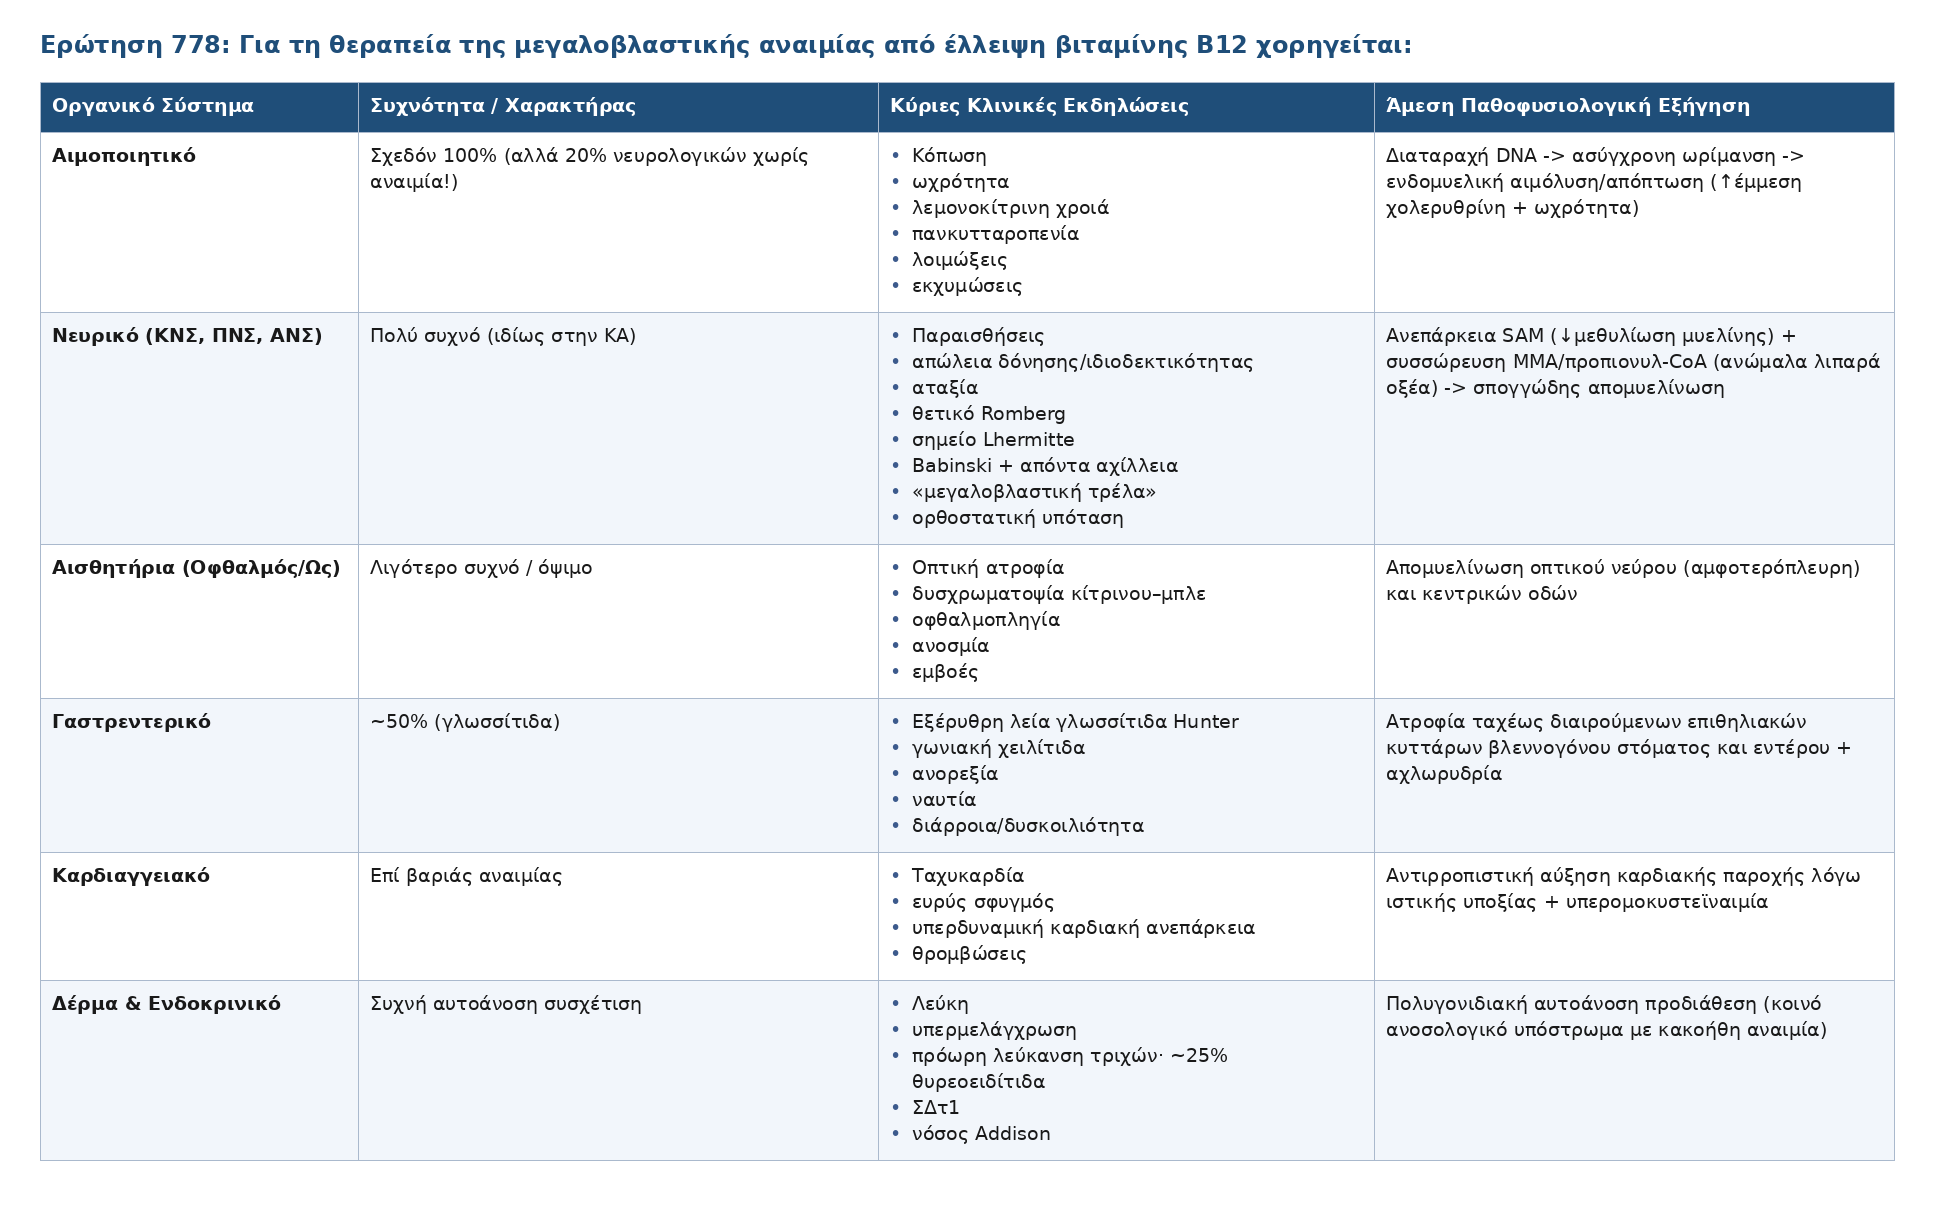 Ερώτηση 778: Για τη θεραπεία της μεγαλοβλαστικής αναιμίας από έλλειψη βιταμίνης Β12 χορηγείται:
Οργανικό Σύστημα
Συχνότητα / Χαρακτήρας
Κύριες Κλινικές Εκδηλώσεις
Άμεση Παθοφυσιολογική Εξήγηση
Αιμοποιητικό
Σχεδόν 100% (αλλά 20% νευρολογικών χωρίς
αναιμία!)
• Κόπωση
• ωχρότητα
• λεμονοκίτρινη χροιά
• πανκυτταροπενία
• λοιμώξεις
• εκχυμώσεις
Διαταραχή DNA -> ασύγχρονη ωρίμανση ->
ενδομυελική αιμόλυση/απόπτωση (↑έμμεση
χολερυθρίνη + ωχρότητα)
Νευρικό (ΚΝΣ, ΠΝΣ, ΑΝΣ)
Πολύ συχνό (ιδίως στην ΚΑ)
• Παραισθήσεις
• απώλεια δόνησης/ιδιοδεκτικότητας
• αταξία
• θετικό Romberg
• σημείο Lhermitte
• Babinski + απόντα αχίλλεια
• «μεγαλοβλαστική τρέλα»
• ορθοστατική υπόταση
Ανεπάρκεια SAM (↓μεθυλίωση μυελίνης) +
συσσώρευση MMA/προπιονυλ-CoA (ανώμαλα λιπαρά
οξέα) -> σπογγώδης απομυελίνωση
Αισθητήρια (Οφθαλμός/Ως)
Λιγότερο συχνό / όψιμο
• Οπτική ατροφία
• δυσχρωματοψία κίτρινου–μπλε
• οφθαλμοπληγία
• ανοσμία
• εμβοές
Απομυελίνωση οπτικού νεύρου (αμφοτερόπλευρη)
και κεντρικών οδών
Γαστρεντερικό
~50% (γλωσσίτιδα)
• Εξέρυθρη λεία γλωσσίτιδα Hunter
• γωνιακή χειλίτιδα
• ανορεξία
• ναυτία
• διάρροια/δυσκοιλιότητα
Ατροφία ταχέως διαιρούμενων επιθηλιακών
κυττάρων βλεννογόνου στόματος και εντέρου +
αχλωρυδρία
Καρδιαγγειακό
Επί βαριάς αναιμίας
• Ταχυκαρδία
• ευρύς σφυγμός
• υπερδυναμική καρδιακή ανεπάρκεια
• θρομβώσεις
Αντιρροπιστική αύξηση καρδιακής παροχής λόγω
ιστικής υποξίας + υπερομοκυστεϊναιμία
Δέρμα & Ενδοκρινικό
Συχνή αυτοάνοση συσχέτιση
• Λεύκη
• υπερμελάγχρωση
• πρόωρη λεύκανση τριχών· ~25%
θυρεοειδίτιδα
• ΣΔτ1
• νόσος Addison
Πολυγονιδιακή αυτοάνοση προδιάθεση (κοινό
ανοσολογικό υπόστρωμα με κακοήθη αναιμία)